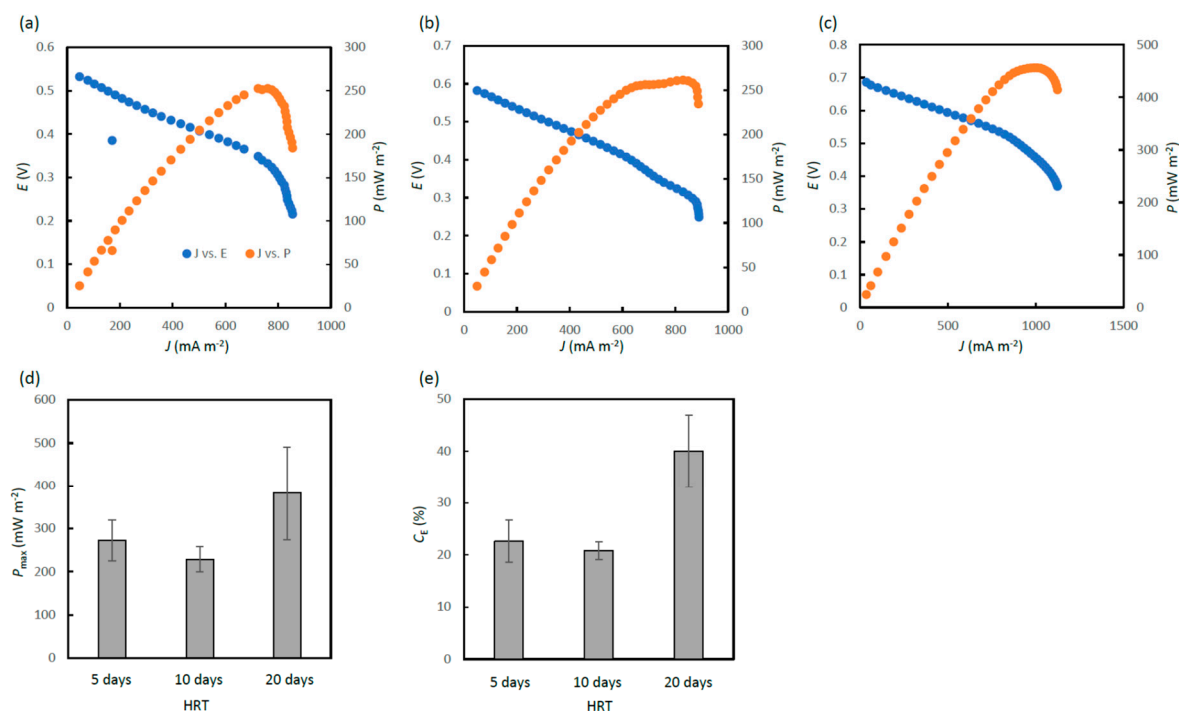 (a)
0.6
0.5
0.4
0.3
0.2
0.1
0
E (V)
300
250
200
150
100
50
0
P (mW m⁻²)
J vs. E
J vs. P
0 200 400 600 800 1000
J (mA m⁻²)
(b)
0.7
0.6
0.5
0.4
0.3
0.2
0.1
0
E (V)
300
250
200
150
100
50
0
P (mW m⁻²)
0 200 400 600 800 1000
J (mA m⁻²)
(c)
0.8
0.7
0.6
0.5
0.4
0.3
0.2
0.1
0
E (V)
500
400
300
200
100
0
P (mW m⁻²)
0 500 1000 1500
J (mA m⁻²)
(d)
600
500
400
300
200
100
0
Pmax (mW m⁻²)
5 days 10 days 20 days
HRT
(e)
50
40
30
20
10
0
CE (%)
5 days 10 days 20 days
HRT